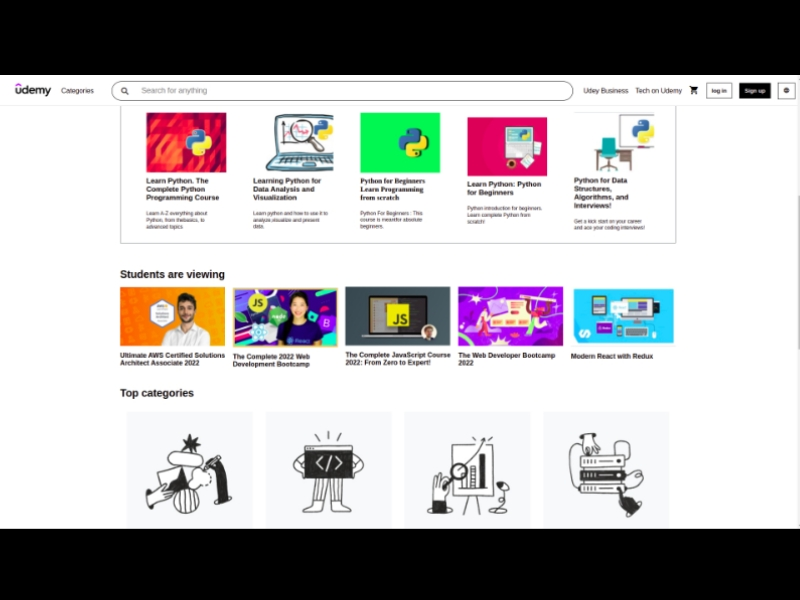 ûdemy Categories Search for anything Udey Business Tech on Udemy log in Sign up
Learn Python. The
Complete Python
Programming Course
Learn A-Z everything about
Python, from thebasics, to
advanced topics
Learning Python for
Data Analysis and
Visualization
Learn python and how to use it to
analyze,visualize and present
data.
Python for Beginners
Learn Programming
from scratch
Python For Beginners : This
course is meantfor absolute
beginners.
Learn Python: Python
for Beginners
Python introduction for beginners.
Learn complete Python from
scratch!
Python for Data
Structures,
Algorithms, and
Interviews!
Get a kick start on your career
and ace your coding interviews!
Students are viewing
JS
JS
Ultimate AWS Certified Solutions
Architect Associate 2022
The Complete 2022 Web
Development Bootcamp
The Complete JavaScript Course
2022: From Zero to Expert!
The Web Developer Bootcamp
2022
Modern React with Redux
Top categories
</>